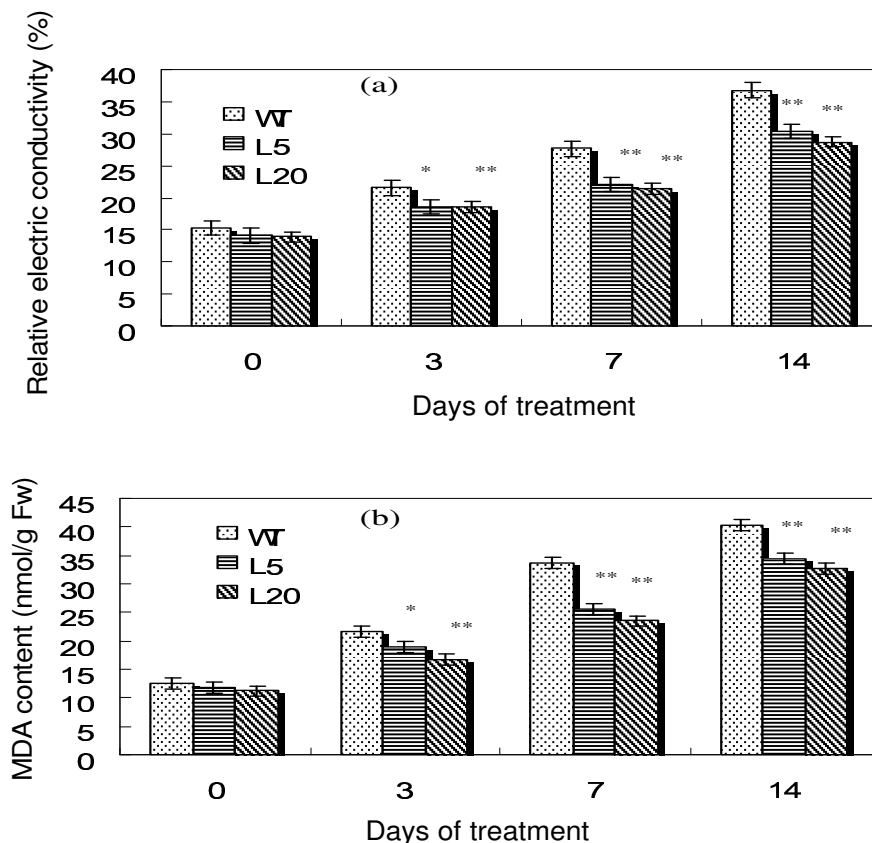 Relative electric conductivity (%)
40
35
30
25
20
15
10
5
0
(a)
WT
L5
L20
*
**
**
**
**
**
0 3 7 14
Days of treatment
MDA content (nmol/g Fw)
45
40
35
30
25
20
15
10
5
0
(b)
WT
L5
L20
*
**
**
**
**
**
0 3 7 14
Days of treatment